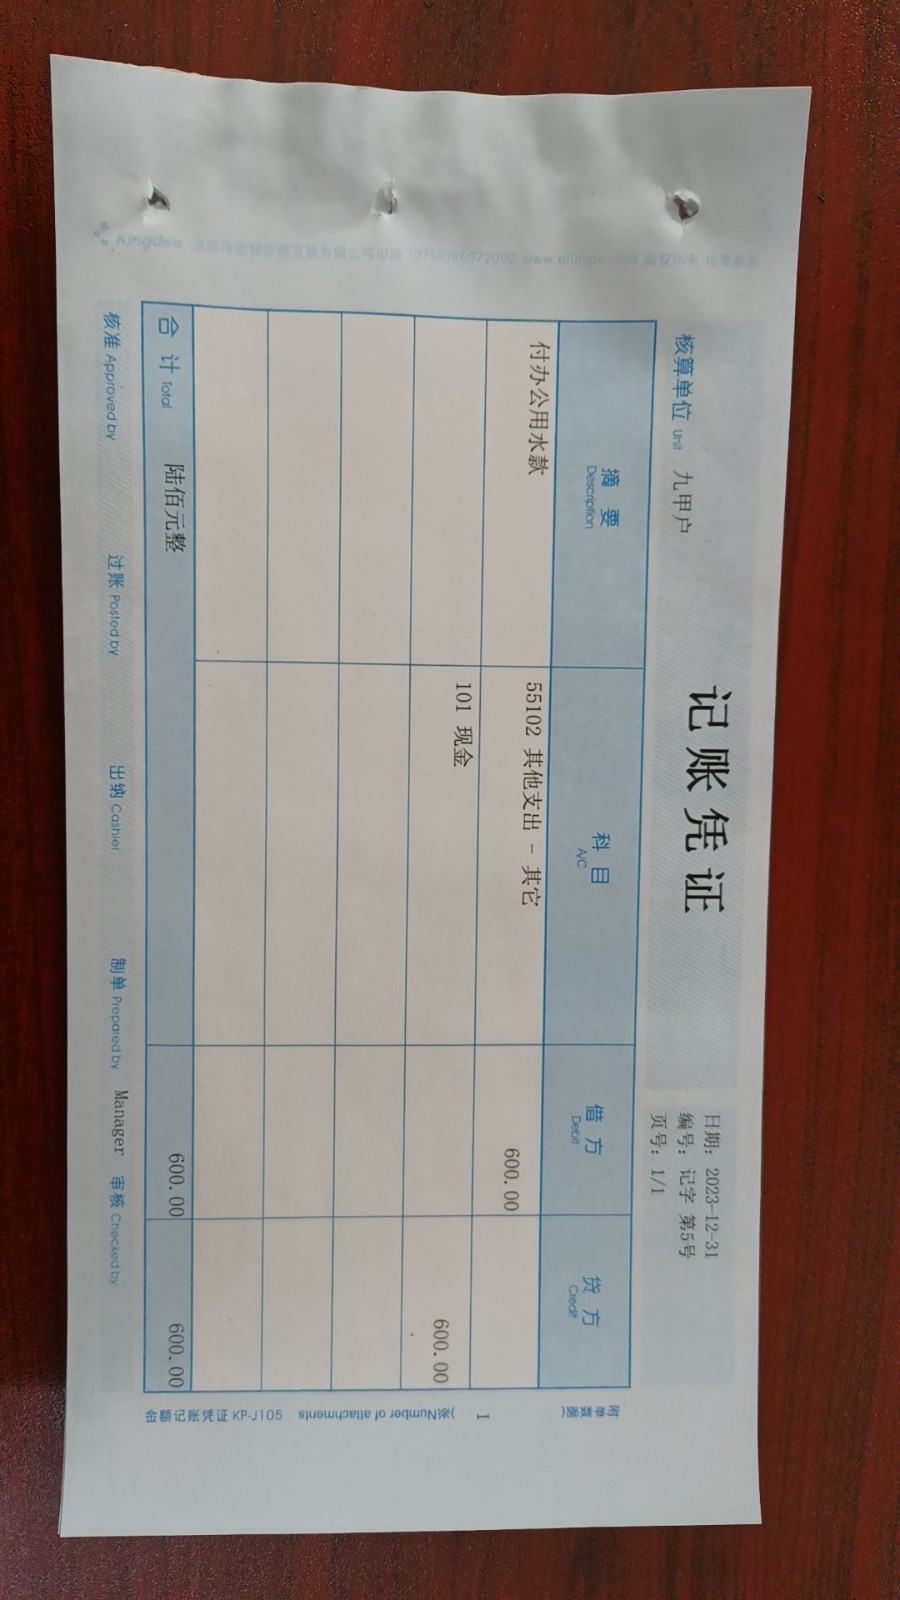 记账凭证
核算单位 Unit 九甲户
日期: 2023-12-31
编号: 记字 第5号
页号: 1/1
摘要 Description 科目 A/C 借方 Debit 贷方 Credit
付办公用水款 55102 其他支出 - 其它 600.00
101 现金 600.00
合计 Total 陆佰元整 600.00 600.00
核准 Approved by 过账 Posted by 出纳 Cashier 制单 Prepared by Manager 审核 Checked by
附单数据( 1 )张Number of attachments
金额记账凭证 KP-J105
Kingdee